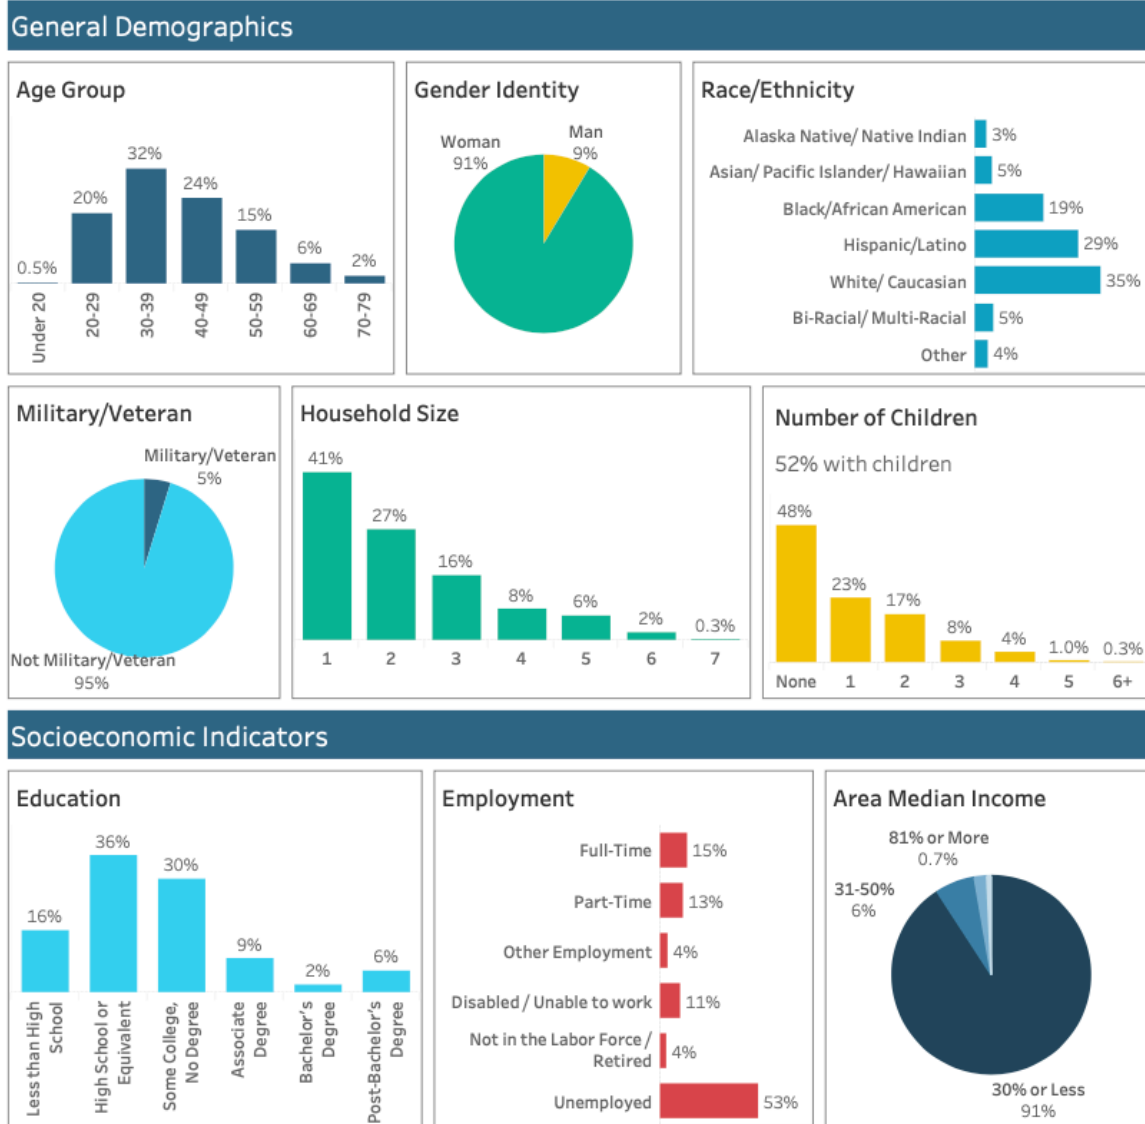 General Demographics
Age Group
0.5%
20%
32%
24%
15%
6%
2%
Under 20
20-29
30-39
40-49
50-59
60-69
70-79
Gender Identity
Woman
91%
Man
9%
Race/Ethnicity
Alaska Native/ Native Indian 3%
Asian/ Pacific Islander/ Hawaiian 5%
Black/African American 19%
Hispanic/Latino 29%
White/ Caucasian 35%
Bi-Racial/ Multi-Racial 5%
Other 4%
Military/Veteran
Military/Veteran
5%
Not Military/Veteran
95%
Household Size
41%
27%
16%
8%
6%
2%
0.3%
1 2 3 4 5 6 7
Number of Children
52% with children
48%
23%
17%
8%
4%
1.0%
0.3%
None 1 2 3 4 5 6+
Socioeconomic Indicators
Education
16%
36%
30%
9%
2%
6%
Less than High
School
High School or
Equivalent
Some College,
No Degree
Associate
Degree
Bachelor's
Degree
Post-Bachelor's
Degree
Employment
Full-Time 15%
Part-Time 13%
Other Employment 4%
Disabled / Unable to work 11%
Not in the Labor Force /
Retired 4%
Unemployed 53%
Area Median Income
81% or More
0.7%
31-50%
6%
30% or Less
91%